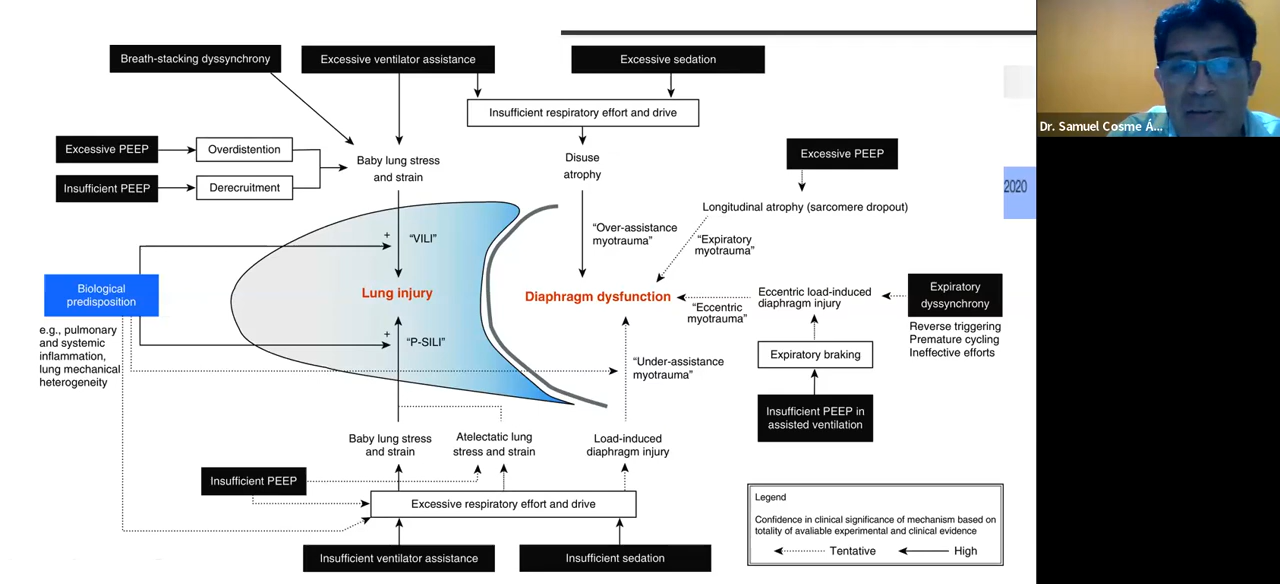 Breath-stacking dyssynchrony
Excessive ventilator assistance
Excessive sedation
Insufficient respiratory effort and drive
Excessive PEEP
Overdistention
Insufficient PEEP
Derecruitment
Baby lung stress
and strain
Disuse
atrophy
Excessive PEEP
Longitudinal atrophy (sarcomere dropout)
2020
+
"VILI"
"Over-assistance
myotrauma"
"Expiratory
myotrauma"
Biological
predisposition
Lung injury
Diaphragm dysfunction
Eccentric load-induced
diaphragm injury
"Eccentric
myotrauma"
Expiratory
dyssynchrony
Reverse triggering
Premature cycling
Ineffective efforts
e.g., pulmonary
and systemic
inflammation,
lung mechanical
heterogeneity
+
"P-SILI"
"Under-assistance
myotrauma"
Expiratory braking
Insufficient PEEP in
assisted ventilation
Baby lung stress
and strain
Atelectatic lung
stress and strain
Load-induced
diaphragm injury
Insufficient PEEP
Excessive respiratory effort and drive
Insufficient ventilator assistance
Insufficient sedation
Legend
Confidence in clinical significance of mechanism based on
totality of avaliable experimental and clinical evidence
Tentative
High
Dr. Samuel Cosme Á...